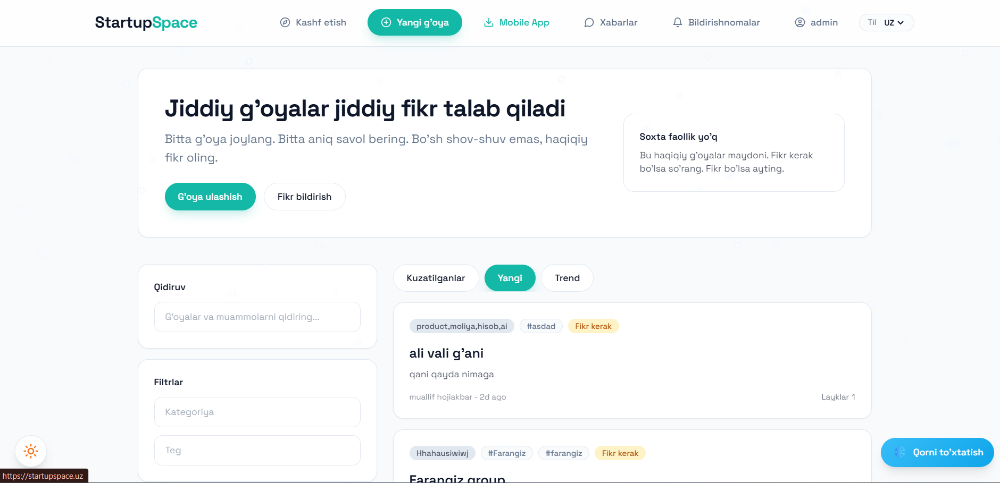 StartupSpace
Kashf etish
Yangi g'oya
Mobile App
Xabarlar
Bildirishnomalar
admin
Til UZ
Jiddiy g'oyalar jiddiy fikr talab qiladi
Bitta g'oya joylang. Bitta aniq savol bering. Bo'sh shov-shuv emas, haqiqiy
fikr oling.
G'oya ulashish
Fikr bildirish
Soxta faollik yo'q
Bu haqiqiy g'oyalar maydoni. Fikr kerak
bo'lsa so'rang. Fikr bo'lsa ayting.
Qidiruv
G'oyalar va muammolarni qidiring...
Filtrlar
Kategoriya
Teg
Kuzatilganlar
Yangi
Trend
product,moliya,hisob,ai
#asdad
Fikr kerak
ali vali g'ani
qani qayda nimaga
muallif hojiakbar - 2d ago
Layklar 1
Hhahausiwiwj
#Farangiz
#farangiz
Fikr kerak
Farangiz group
Qorni to'xtatish
https://startupspace.uz